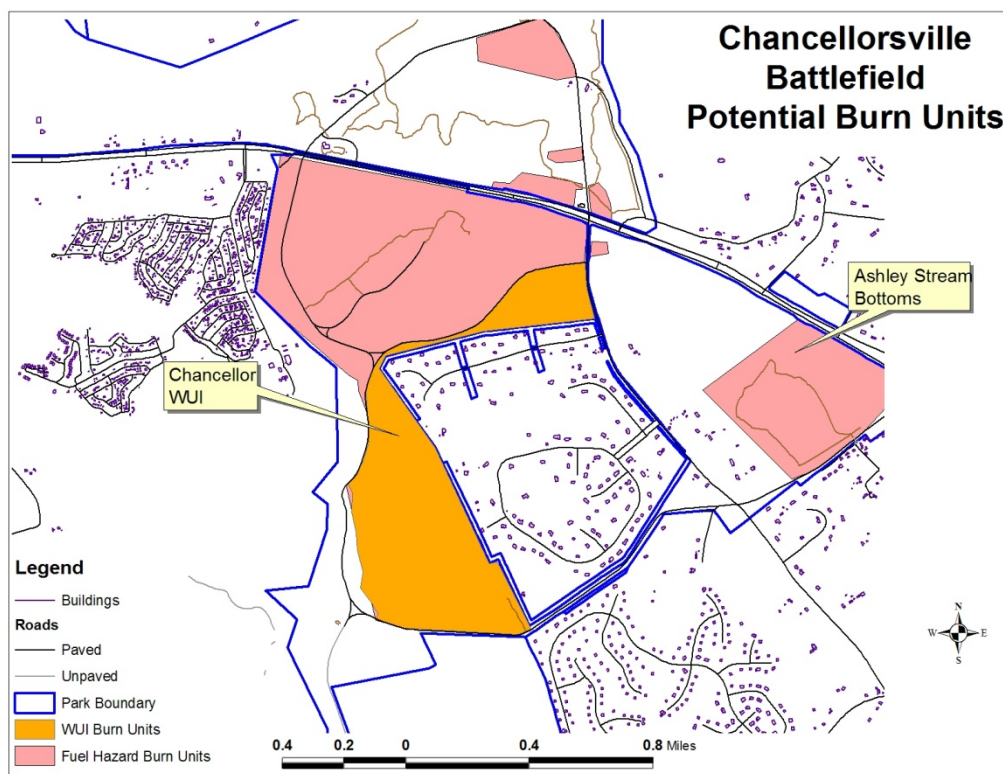 Chancellorsville
Battlefield
Potential Burn Units
Ashley Stream
Bottoms
Chancellor
WUI
Legend
Buildings
Roads
Paved
Unpaved
Park Boundary
WUI Burn Units
Fuel Hazard Burn Units
0.4 0.2 0 0.4 0.8 Miles
N
W E
S